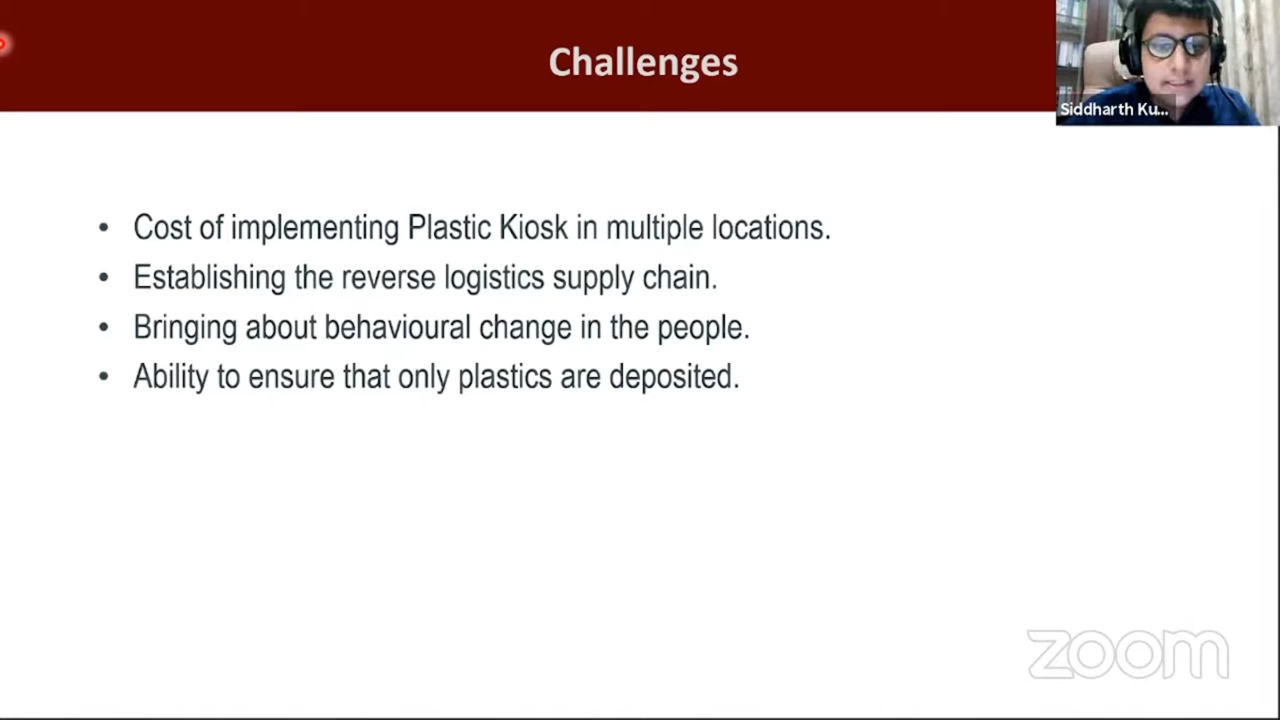 Challenges
Siddharth Ku...
• Cost of implementing Plastic Kiosk in multiple locations.
• Establishing the reverse logistics supply chain.
• Bringing about behavioural change in the people.
• Ability to ensure that only plastics are deposited.
zoom